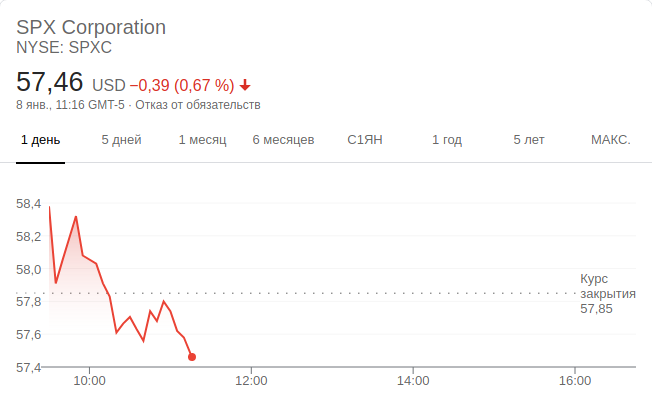 SPX Corporation
NYSE: SPXC
57,46 USD −0,39 (0,67 %)
8 янв., 11:16 GMT-5 · Отказ от обязательств
1 день 5 дней 1 месяц 6 месяцев С1ЯН 1 год 5 лет МАКС.
58,4
58,2
58,0
57,8
57,6
57,4
Курс
закрытия
57,85
10:00 12:00 14:00 16:00